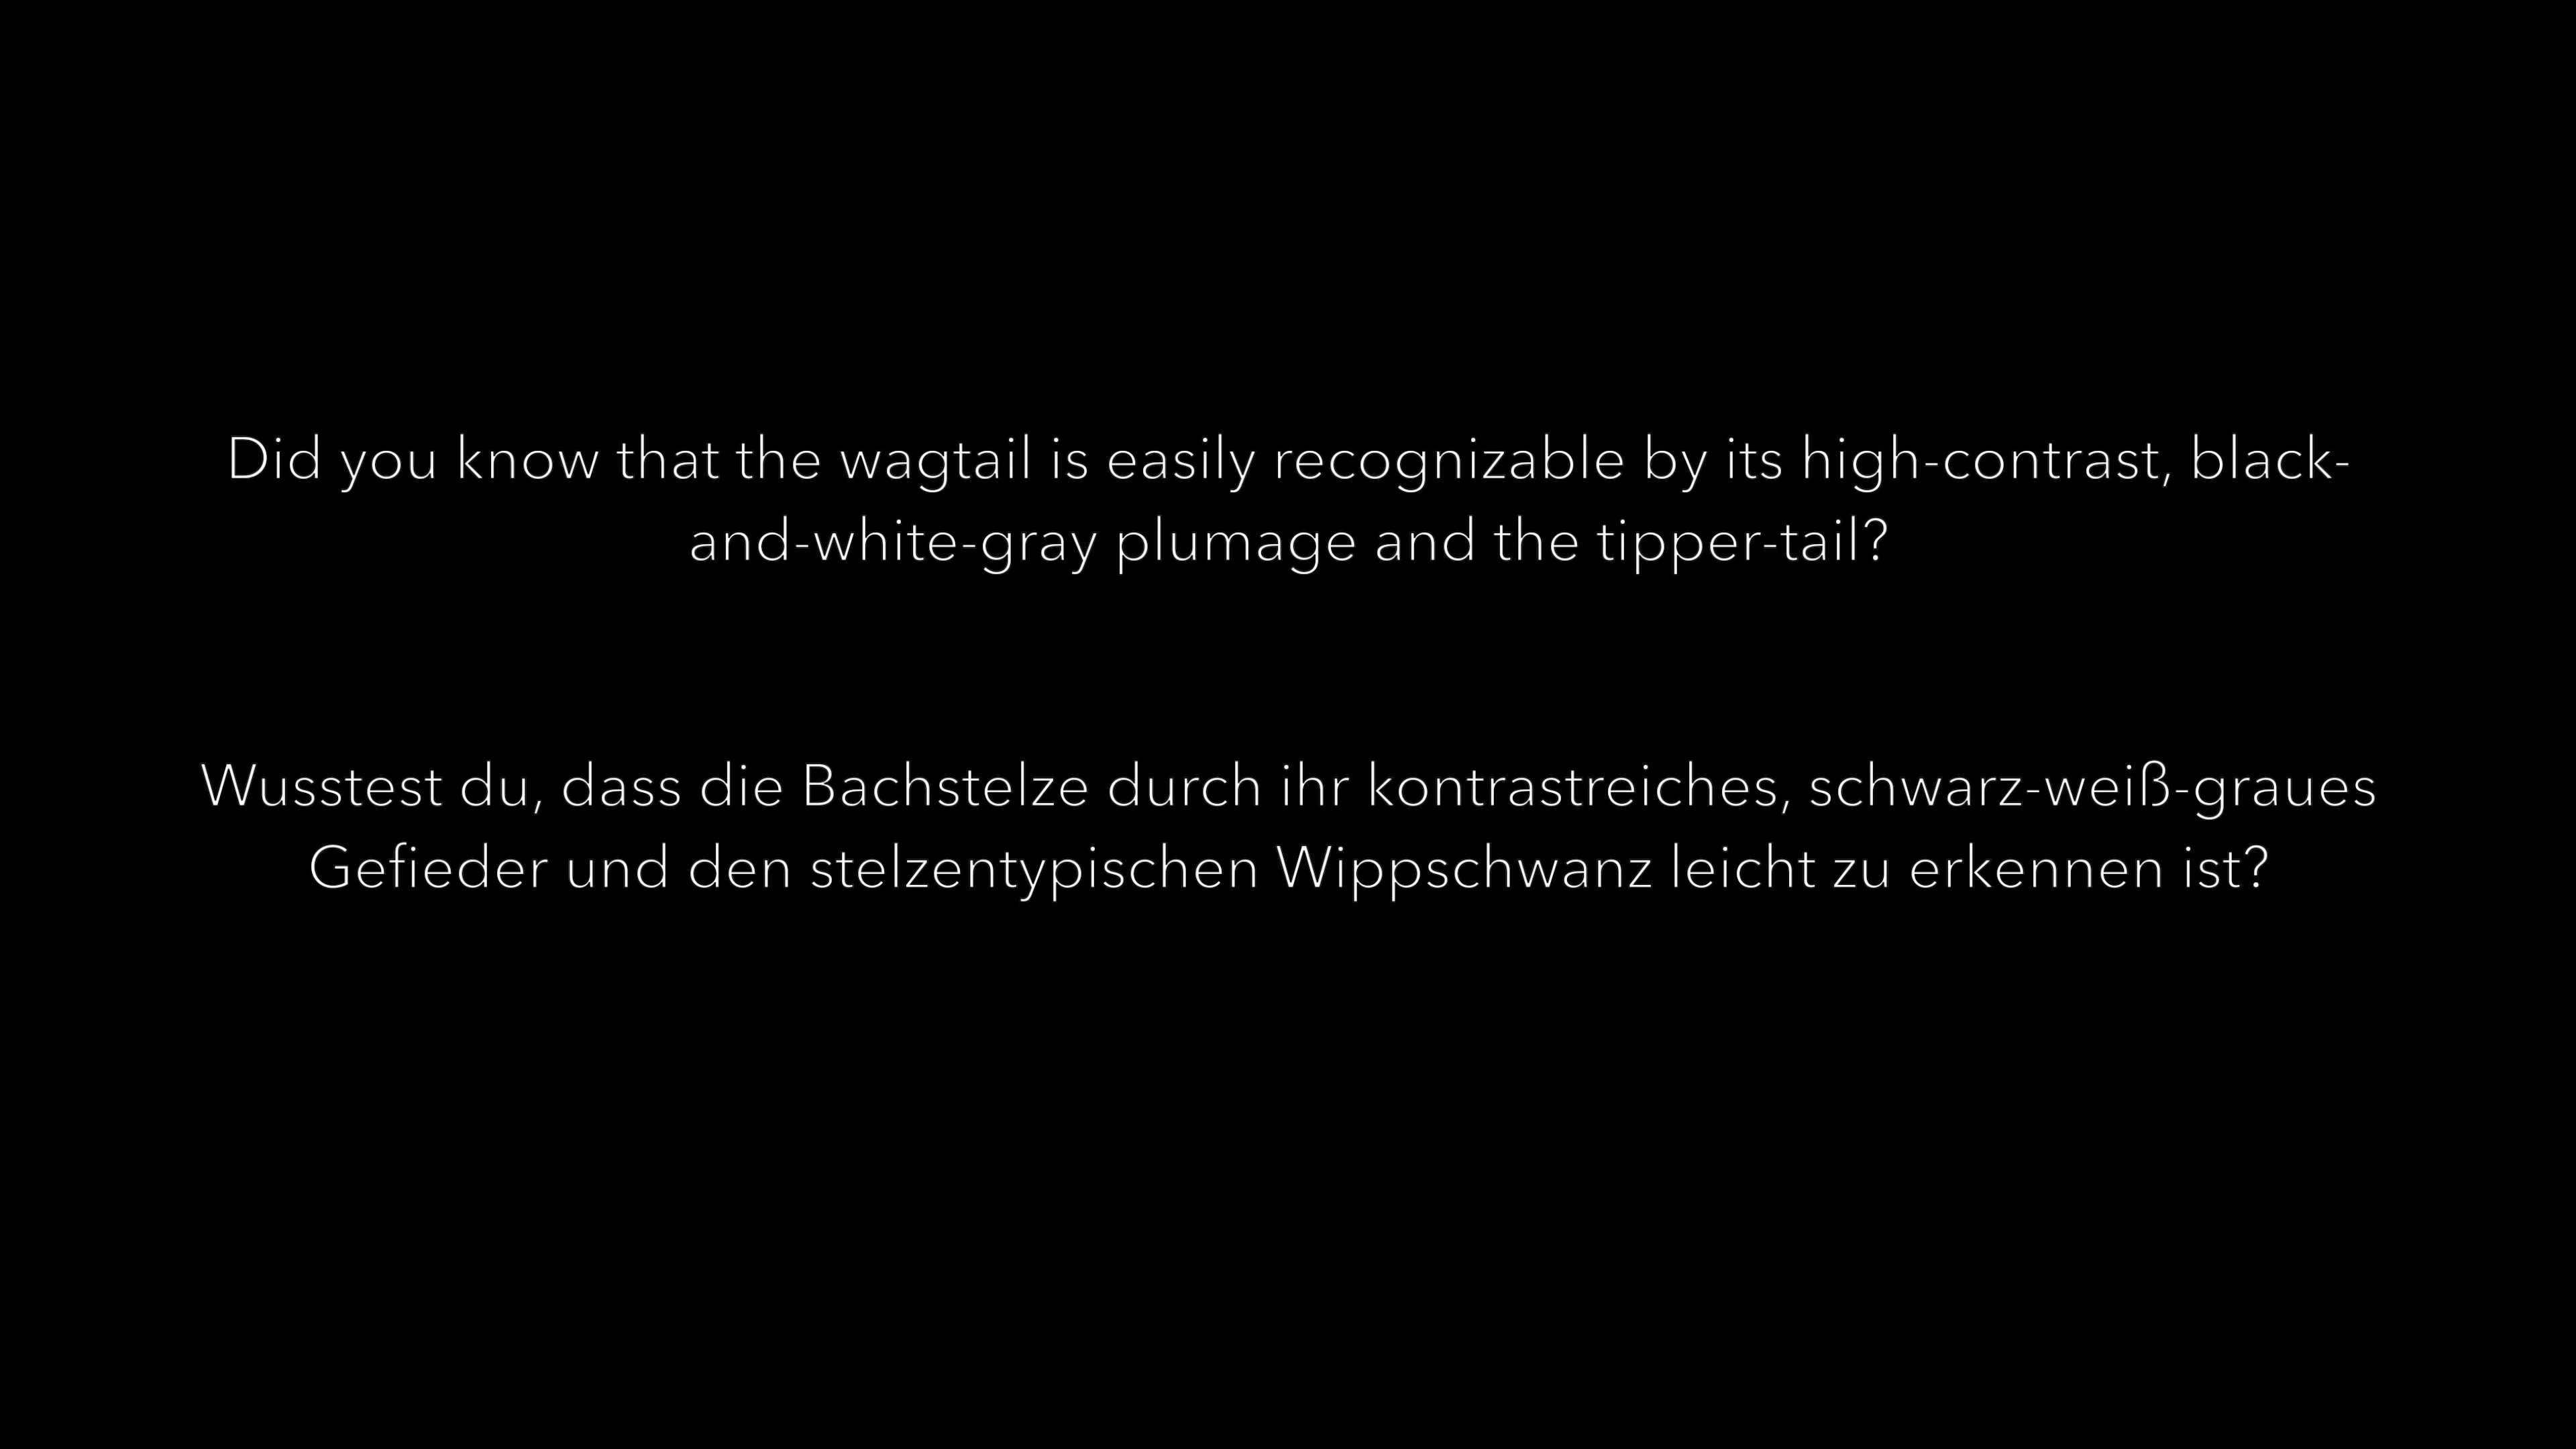 Did you know that the wagtail is easily recognizable by its high-contrast, black-
and-white-gray plumage and the tipper-tail?
Wusstest du, dass die Bachstelze durch ihr kontrastreiches, schwarz-weiß-graues
Gefieder und den stelzentypischen Wippschwanz leicht zu erkennen ist?